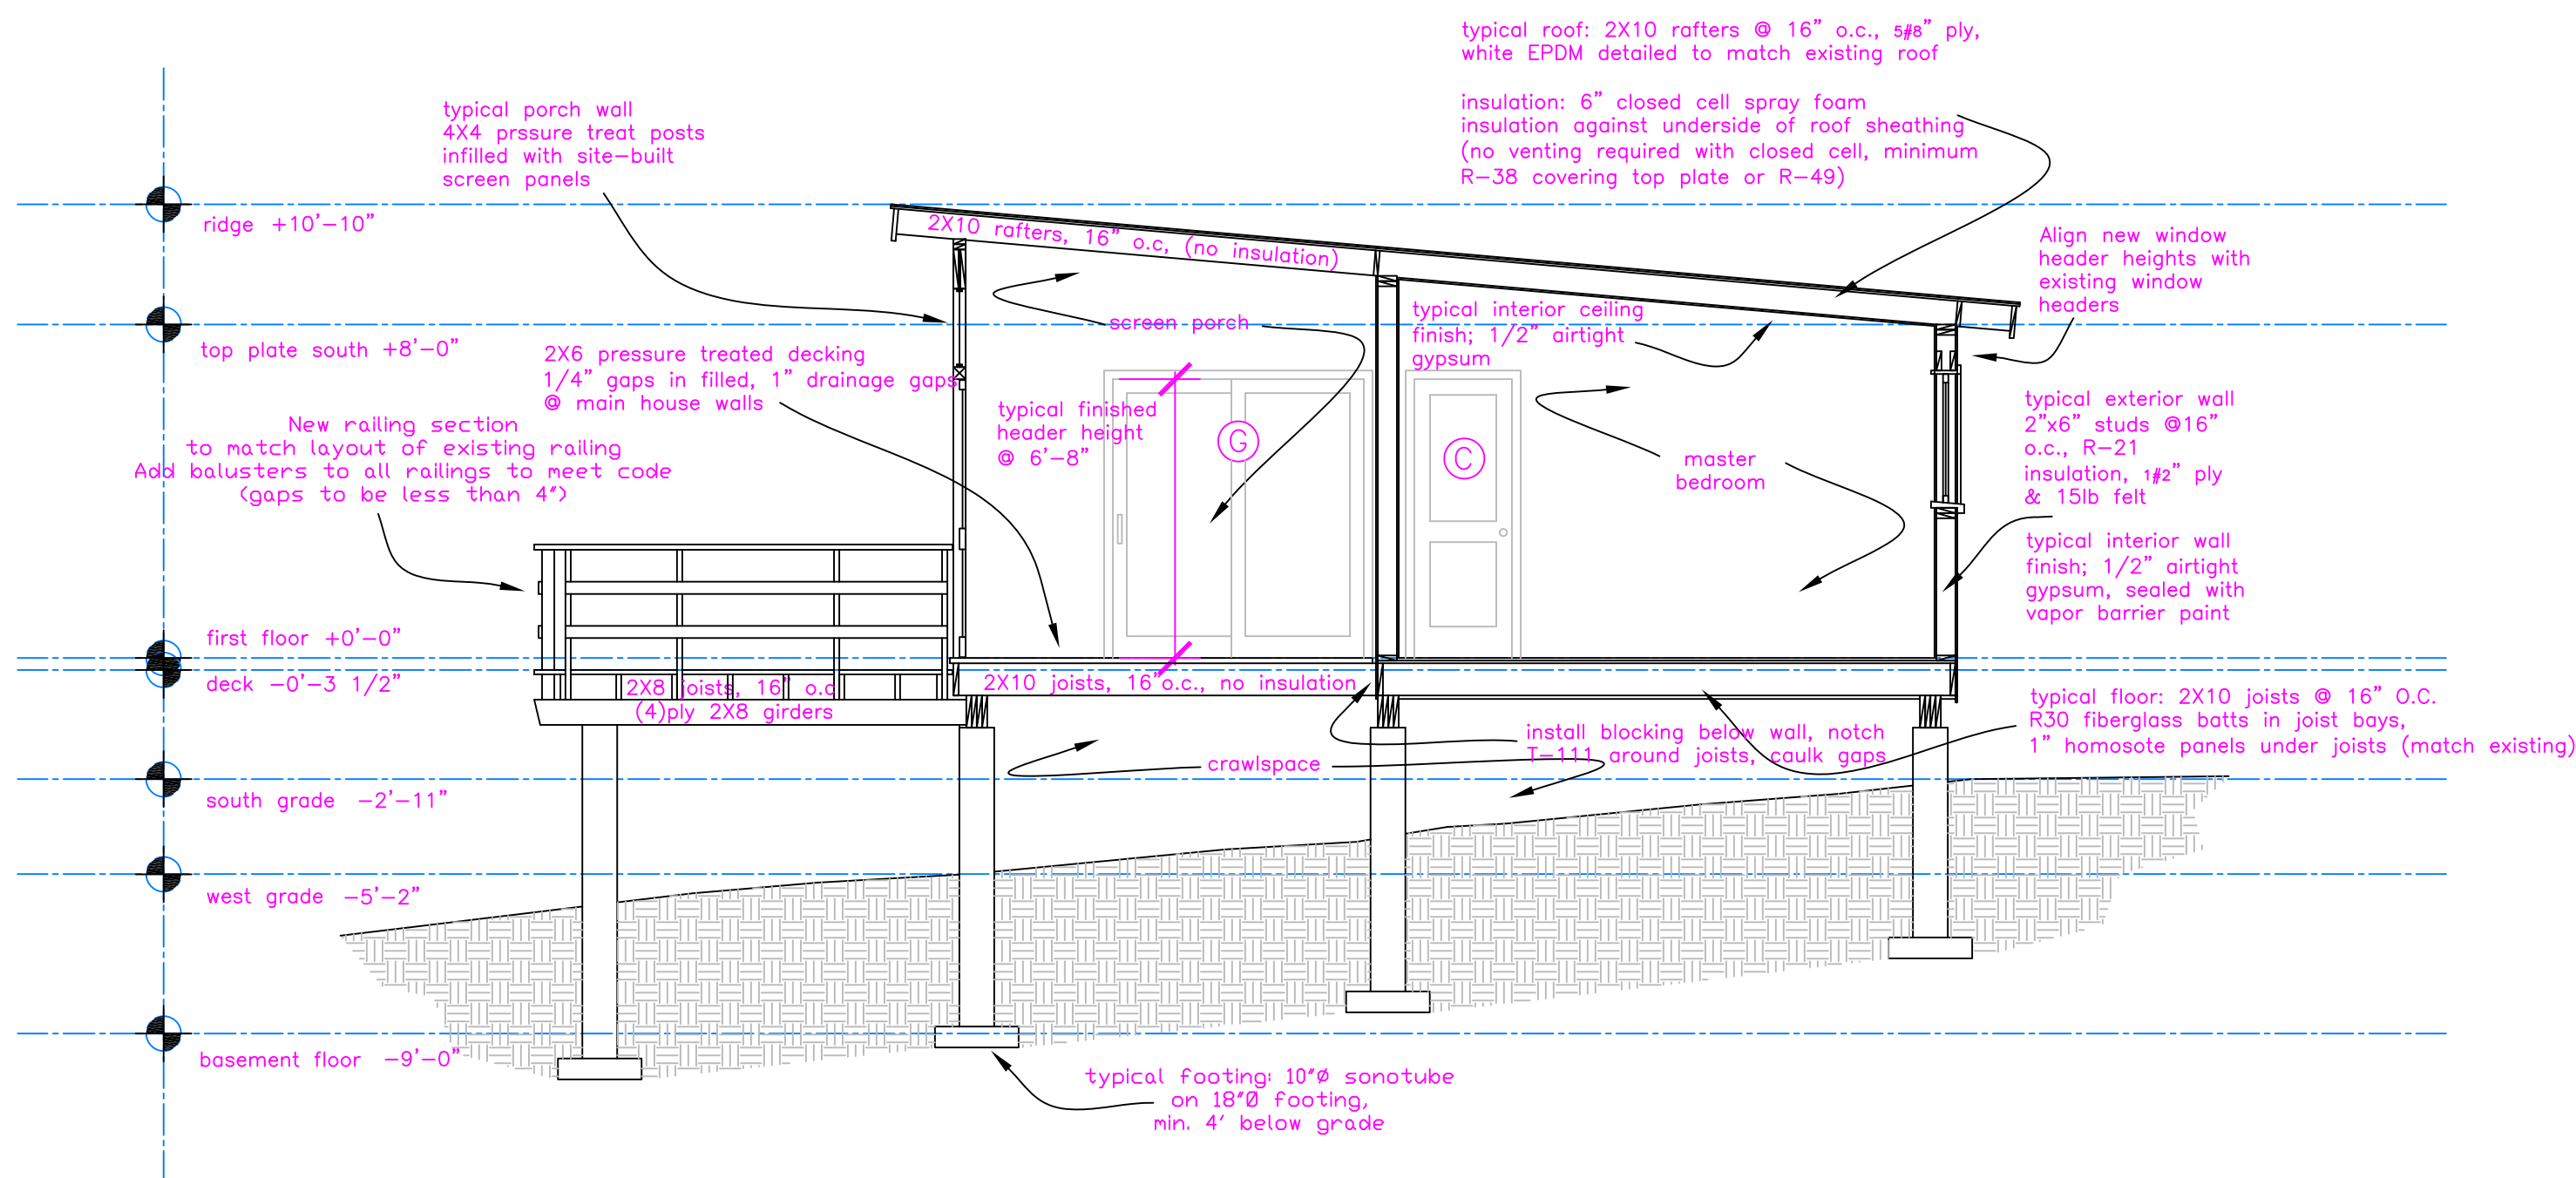 typical roof: 2X10 rafters @ 16" o.c., 5#8" ply,
white EPDM detailed to match existing roof
insulation: 6" closed cell spray foam
insulation against underside of roof sheathing
(no venting required with closed cell, minimum
R-38 covering top plate or R-49)
typical porch wall
4X4 prssure treat posts
infilled with site-built
screen panels
ridge +10'-10"
2X10 rafters, 16" o.c, (no insulation)
Align new window
header heights with
existing window
headers
top plate south +8'-0"
screen porch
typical interior ceiling
finish; 1/2" airtight
gypsum
2X6 pressure treated decking
1/4" gaps in filled, 1" drainage gaps
@ main house walls
typical finished
header height
@ 6'-8"
G
C
master
bedroom
typical exterior wall
2"x6" studs @16"
o.c., R-21
insulation, 1#2" ply
& 15lb felt
typical interior wall
finish; 1/2" airtight
gypsum, sealed with
vapor barrier paint
New railing section
to match layout of existing railing
Add balusters to all railings to meet code
(gaps to be less than 4")
first floor +0'-0"
deck -0'-3 1/2"
2X8 joists, 16" o.c
(4)ply 2X8 girders
2X10 joists, 16"o.c., no insulation
typical floor: 2X10 joists @ 16" O.C.
R30 fiberglass batts in joist bays,
1" homosote panels under joists (match existing)
install blocking below wall, notch
T-111 around joists, caulk gaps
crawlspace
south grade -2'-11"
west grade -5'-2"
basement floor -9'-0"
typical footing: 10"Ø sonotube
on 18"Ø footing,
min. 4' below grade